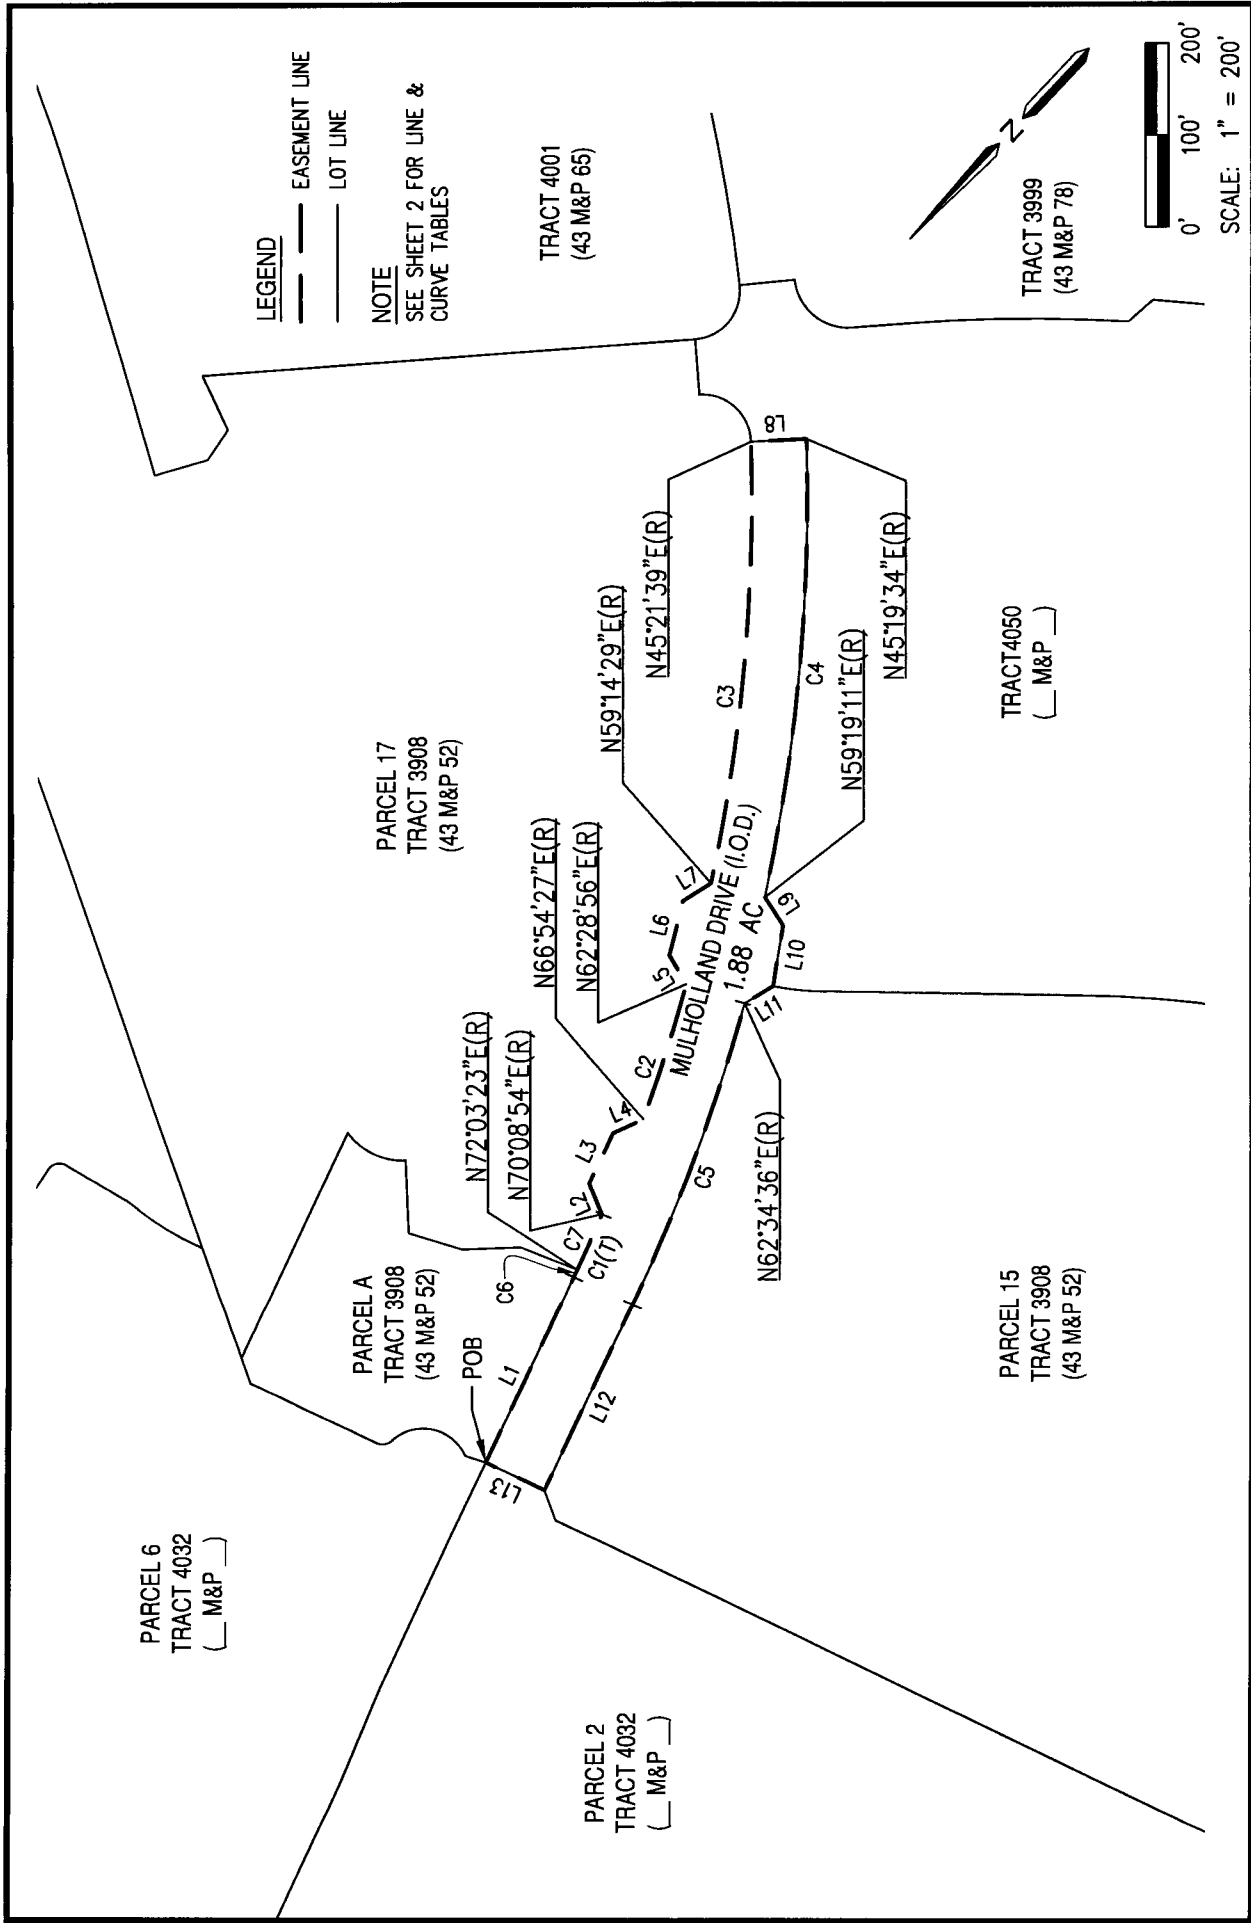 LEGEND
EASEMENT LINE
LOT LINE
NOTE
SEE SHEET 2 FOR LINE &
CURVE TABLES
TRACT 4001
(43 M&P 65)
N
TRACT 3999
(43 M&P 78)
0' 100' 200'
SCALE: 1" = 200'
PARCEL 17
TRACT 3908
(43 M&P 52)
L8
N45°21'39"E(R)
N59°14'29"E(R)
C3
C4
N45°19'34"E(R)
N59°19'11"E(R)
TRACT4050
(__ M&P __)
N66°54'27"E(R)
N62°28'56"E(R)
L7
L6
L5
MULHOLLAND DRIVE (I.O.D.)
1.88 AC
L9
L10
L11
N72°03'23"E(R)
N70°08'54"E(R)
C2
L4
L3
L2
C7
C1(T)
C6
C5
N62°34'36"E(R)
PARCEL A
TRACT 3908
(43 M&P 52)
POB
L1
L12
L13
PARCEL 15
TRACT 3908
(43 M&P 52)
PARCEL 6
TRACT 4032
(__ M&P __)
PARCEL 2
TRACT 4032
(__ M&P __)